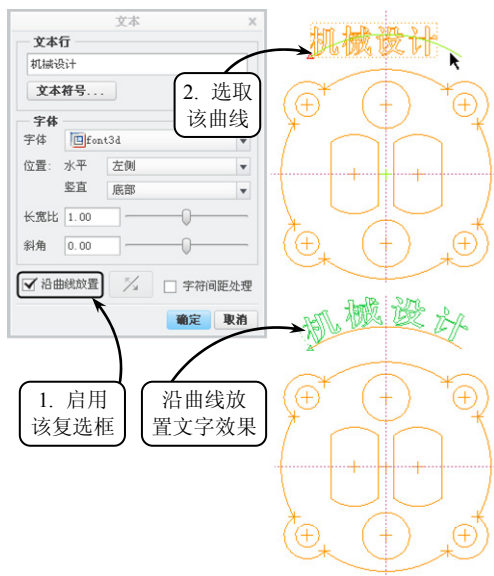 文本
文本行
机械设计
文本符号...
字体
字体 font3d
位置: 水平 左侧
竖直 底部
长宽比 1.00
斜角 0.00
沿曲线放置 字符间距处理
确定 取消
机械设计
2. 选取
该曲线
机械设计
1. 启用
该复选框
沿曲线放
置文字效果